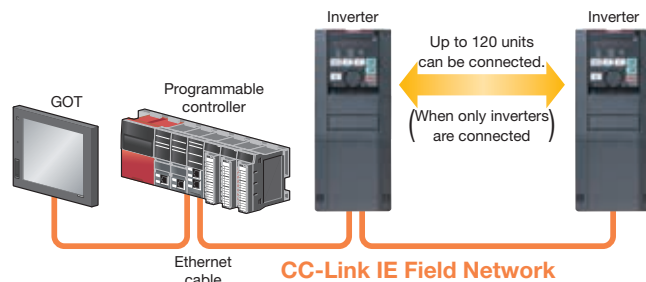 Inverter
Inverter
Up to 120 units
can be connected.
(When only inverters
are connected)
GOT
Programmable
controller
Ethernet
cable
CC-Link IE Field Network